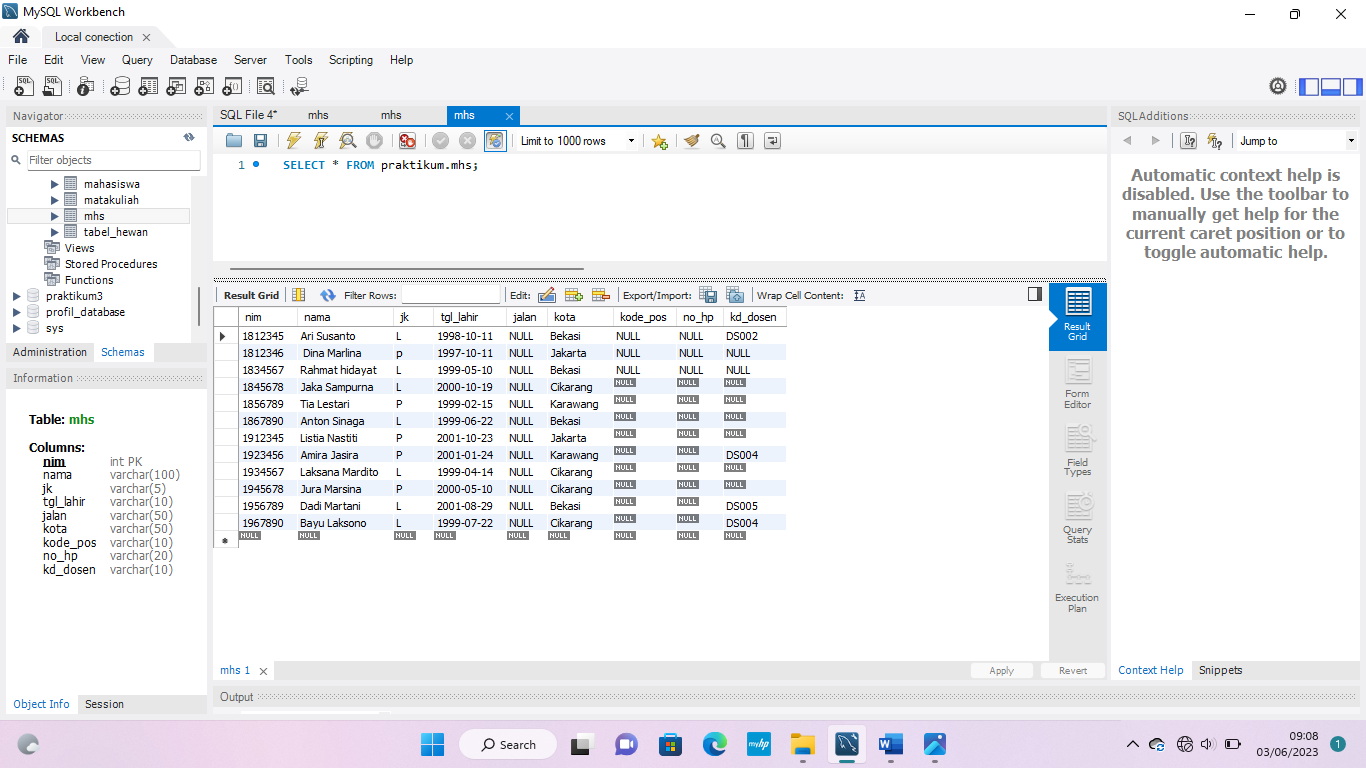 MySQL Workbench
Local conection
File Edit View Query Database Server Tools Scripting Help
Navigator
SCHEMAS
Filter objects
mahasiswa
matakuliah
mhs
tabel_hewan
Views
Stored Procedures
Functions
praktikum3
profil_database
sys
Administration Schemas
Information
Table: mhs
Columns:
nim int PK
nama varchar(100)
jk varchar(5)
tgl_lahir varchar(10)
jalan varchar(50)
kota varchar(50)
kode_pos varchar(10)
no_hp varchar(20)
kd_dosen varchar(10)
Object Info Session
SQL File 4* mhs mhs mhs
Limit to 1000 rows
1 SELECT * FROM praktikum.mhs;
Result Grid Filter Rows: Edit: Export/Import: Wrap Cell Content: IA
nim nama jk tgl_lahir jalan kota kode_pos no_hp kd_dosen
1812345 Ari Susanto L 1998-10-11 NULL Bekasi NULL NULL DS002
1812346 Dina Marlina p 1997-10-11 NULL Jakarta NULL NULL NULL
1834567 Rahmat hidayat L 1999-05-10 NULL Bekasi NULL NULL NULL
1845678 Jaka Sampurna L 2000-10-19 NULL Cikarang NULL NULL NULL
1856789 Tia Lestari P 1999-02-15 NULL Karawang NULL NULL NULL
1867890 Anton Sinaga L 1999-06-22 NULL Bekasi NULL NULL NULL
1912345 Listia Nastiti P 2001-10-23 NULL Jakarta NULL NULL NULL
1923456 Amira Jasira P 2001-01-24 NULL Karawang NULL NULL DS004
1934567 Laksana Mardito L 1999-04-14 NULL Cikarang NULL NULL NULL
1945678 Jura Marsina P 2000-05-10 NULL Cikarang NULL NULL NULL
1956789 Dadi Martani L 2001-08-29 NULL Bekasi NULL NULL DS005
1967890 Bayu Laksono L 1999-07-22 NULL Cikarang NULL NULL DS004
NULL NULL NULL NULL NULL NULL NULL NULL NULL
Result
Grid
Form
Editor
Field
Types
Query
Stats
Execution
Plan
mhs 1 Apply Revert
Output
SQLAdditions
Jump to
Automatic context help is
disabled. Use the toolbar to
manually get help for the
current caret position or to
toggle automatic help.
Context Help Snippets
Search
myhp
09:08
03/06/2023
1